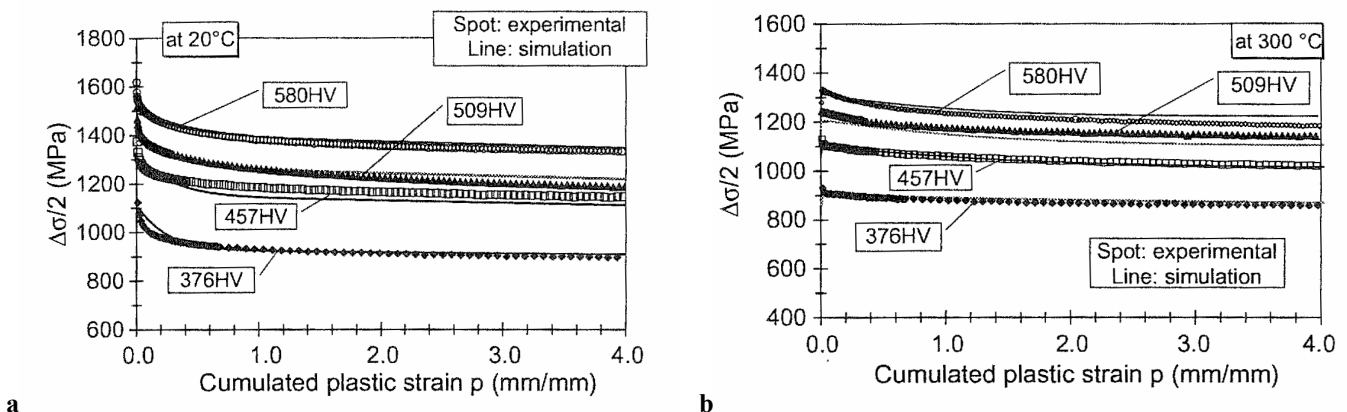 1800
1600
1400
1200
1000
800
600
Δσ/2 (MPa)
at 20°C
Spot: experimental
Line: simulation
580HV
509HV
457HV
376HV
0.0 1.0 2.0 3.0 4.0
Cumulated plastic strain p (mm/mm)
a
1600
1400
1200
1000
800
600
400
Δσ/2 (MPa)
at 300 °C
580HV
509HV
457HV
376HV
Spot: experimental
Line: simulation
0.0 1.0 2.0 3.0 4.0
Cumulated plastic strain p (mm/mm)
b